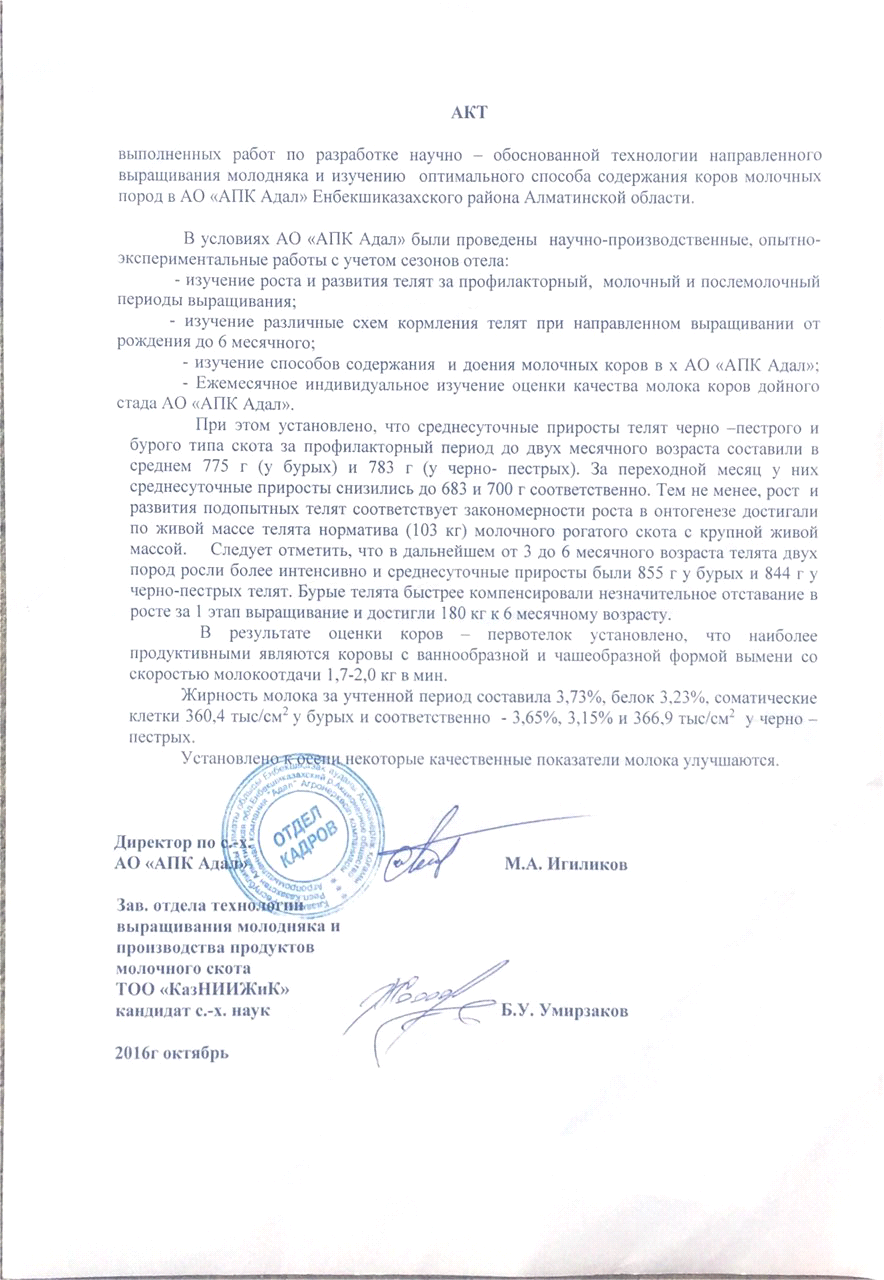 АКТ
выполненных работ по разработке научно – обоснованной технологии направленного
выращивания молодняка и изучению оптимального способа содержания коров молочных
пород в АО «АПК Адал» Енбекшиказахского района Алматинской области.
В условиях АО «АПК Адал» были проведены научно-производственные, опытно-
экспериментальные работы с учетом сезонов отела:
- изучение роста и развития телят за профилакторный, молочный и послемолочный
периоды выращивания;
- изучение различные схем кормления телят при направленном выращивании от
рождения до 6 месячного;
- изучение способов содержания и доения молочных коров в х АО «АПК Адал»;
- Ежемесячное индивидуальное изучение оценки качества молока коров дойного
стада АО «АПК Адал».
При этом установлено, что среднесуточные приросты телят черно –пестрого и
бурого типа скота за профилакторный период до двух месячного возраста составили в
среднем 775 г (у бурых) и 783 г (у черно- пестрых). За переходной месяц у них
среднесуточные приросты снизились до 683 и 700 г соответственно. Тем не менее, рост и
развития подопытных телят соответствует закономерности роста в онтогенезе достигали
по живой массе телята норматива (103 кг) молочного рогатого скота с крупной живой
массой. Следует отметить, что в дальнейшем от 3 до 6 месячного возраста телята двух
пород росли более интенсивно и среднесуточные приросты были 855 г у бурых и 844 г у
черно-пестрых телят. Бурые телята быстрее компенсировали незначительное отставание в
росте за 1 этап выращивание и достигли 180 кг к 6 месячному возрасту.
В результате оценки коров – первотелок установлено, что наиболее
продуктивными являются коровы с ваннообразной и чашеобразной формой вымени со
скоростью молокоотдачи 1,7-2,0 кг в мин.
Жирность молока за учтенный период составила 3,73%, белок 3,23%, соматические
клетки 360,4 тыс/см² у бурых и соответственно - 3,65%, 3,15% и 366,9 тыс/см² у черно –
пестрых.
Установлено к осени некоторые качественные показатели молока улучшаются.
ОТДЕЛ
КАДРОВ
Директор по с.-х.
АО «АПК Адал» М.А. Игиликов
Зав. отдела технологии
выращивания молодняка и
производства продуктов
молочного скота
ТОО «КазНИИЖиК»
кандидат с.-х. наук Б.У. Умирзаков
2016г октябрь